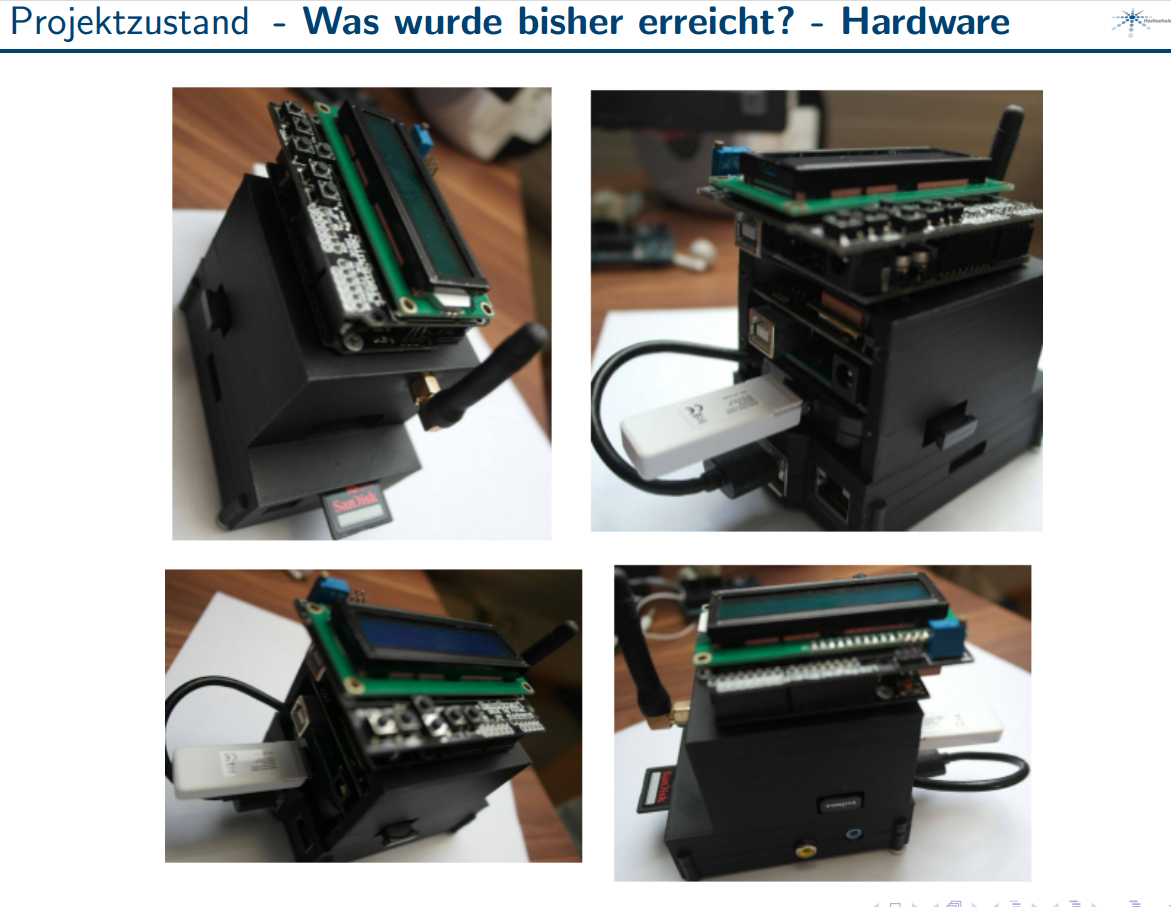 Projektzustand - Was wurde bisher erreicht? - Hardware
SanDisk
SanDisk